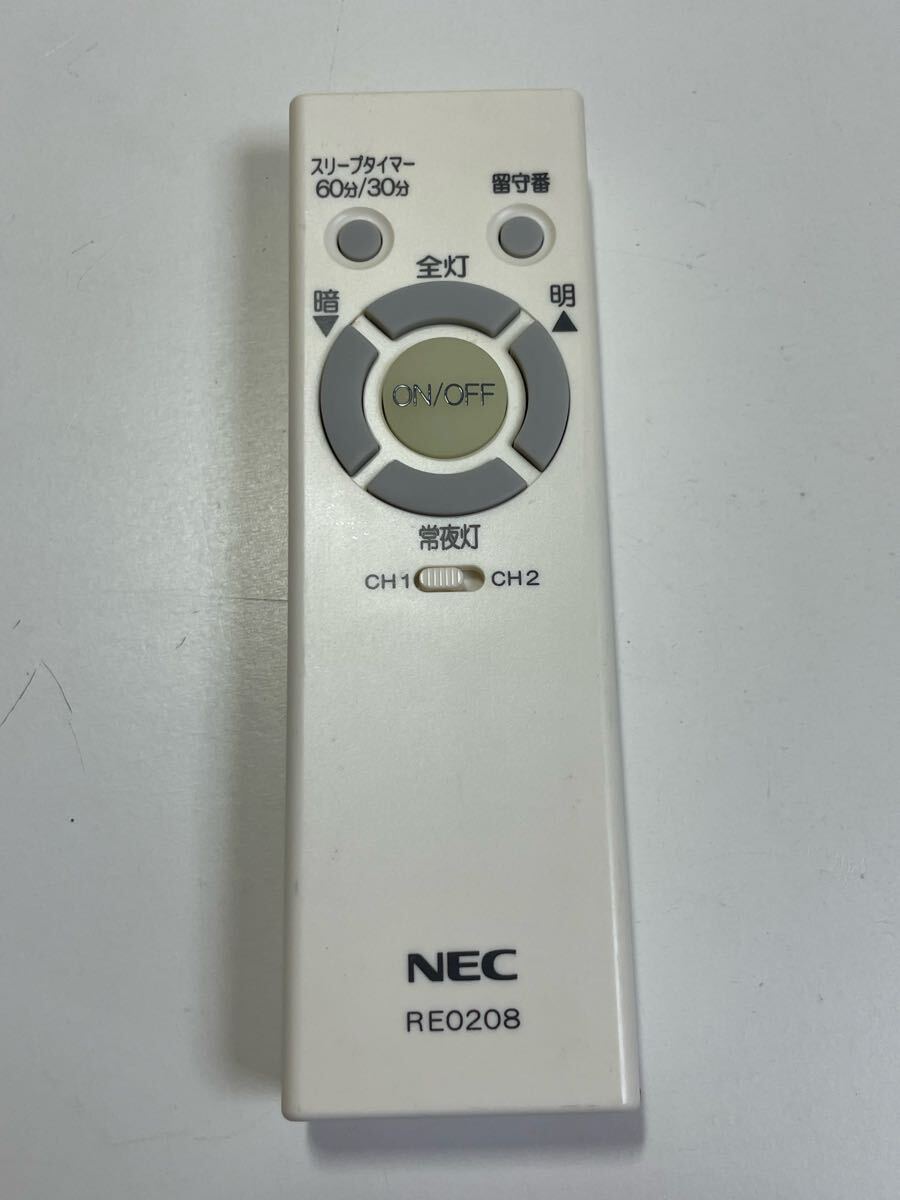 スリープタイマー
60分/30分
留守番
全灯
暗
▼
明
▲
ON/OFF
常夜灯
CH1
CH2
NEC
RE0208